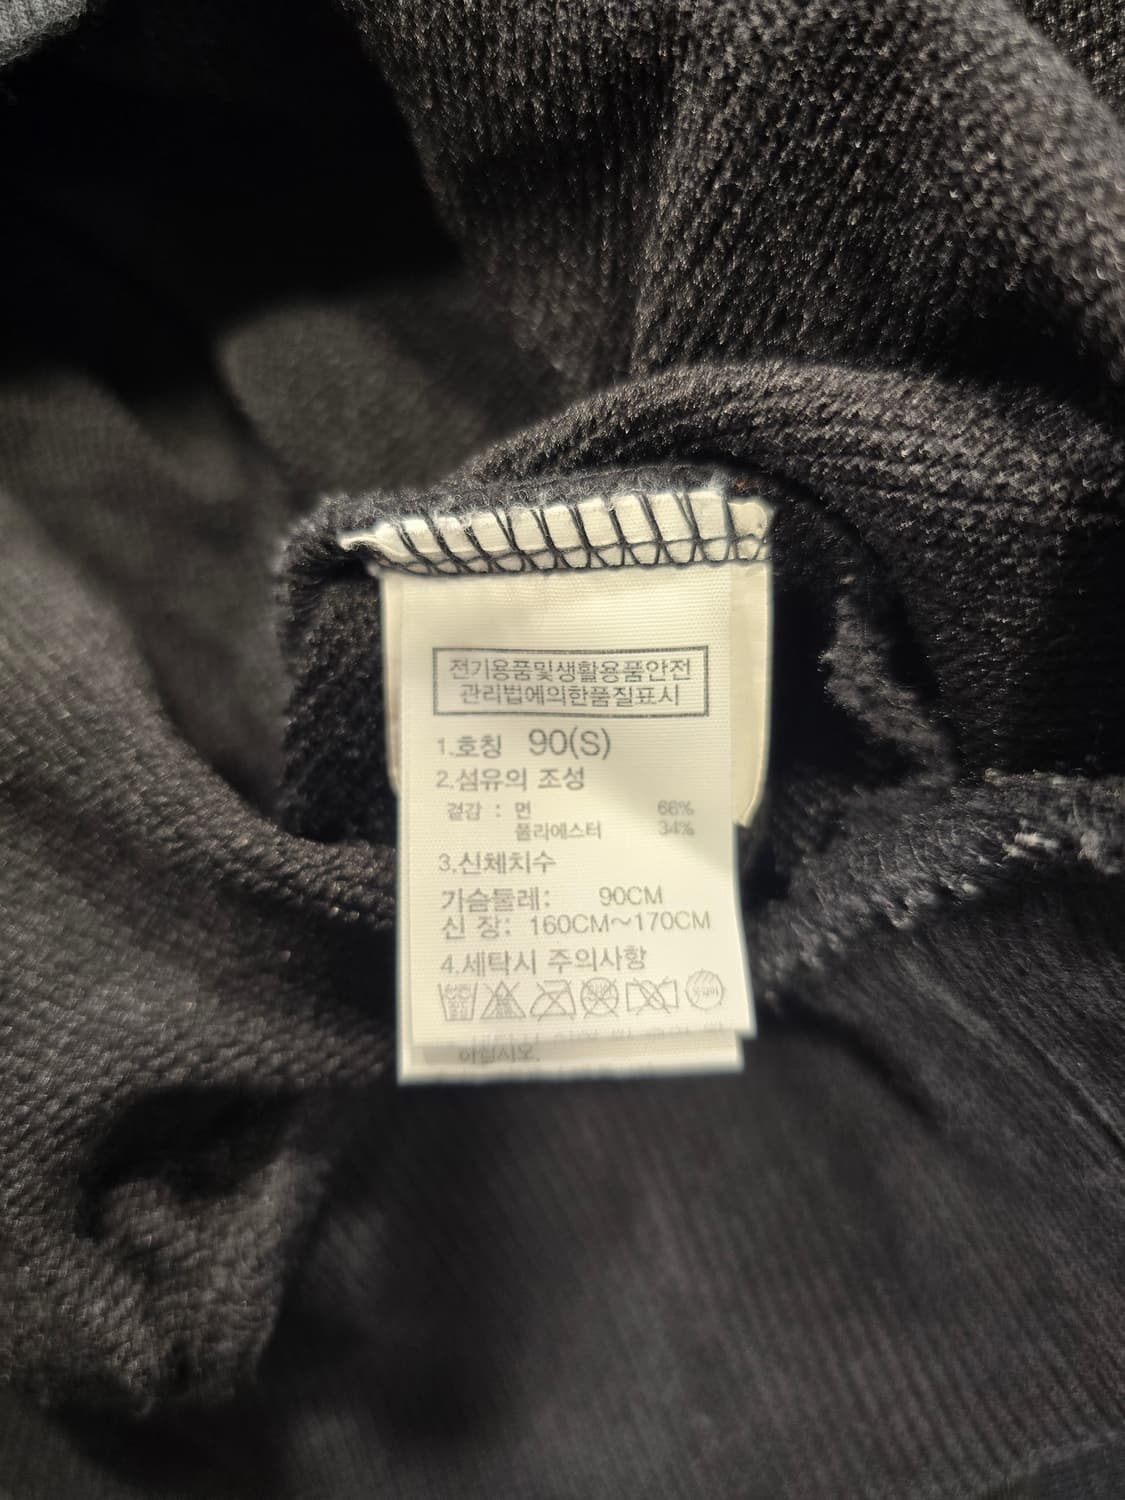 전기용품및생활용품안전
관리법에의한품질표시
1.호칭 90(S)
2.섬유의 조성
겉감 : 면 66%
폴리에스터 34%
3.신체치수
가슴둘레: 90CM
신 장: 160CM~170CM
4.세탁시 주의사항